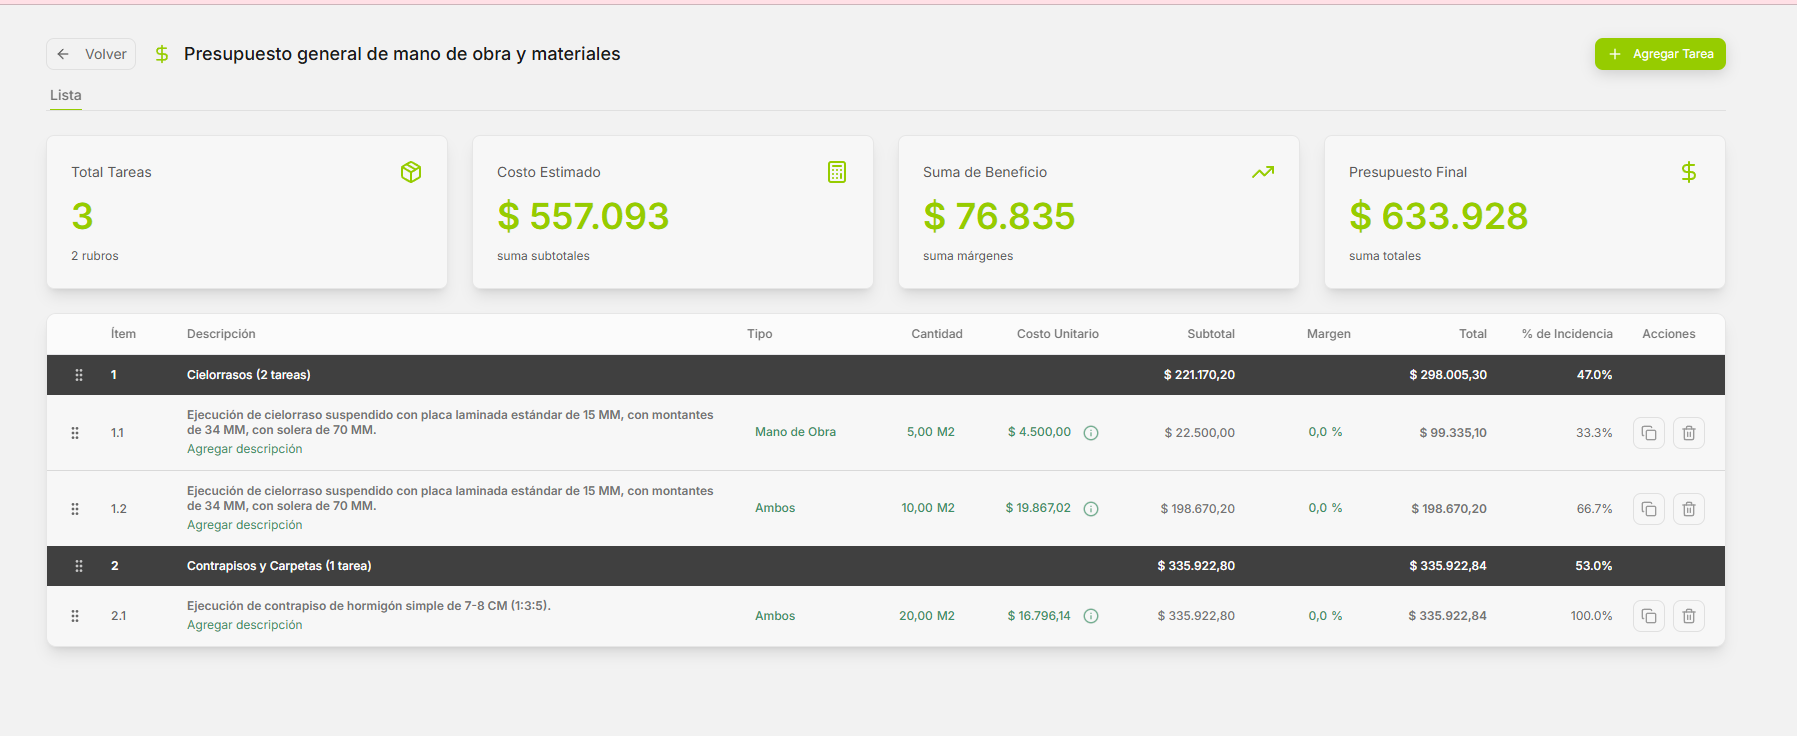 Volver
$ Presupuesto general de mano de obra y materiales
Agregar Tarea
Lista
Total Tareas
3
2 rubros
Costo Estimado
$ 557.093
suma subtotales
Suma de Beneficio
$ 76.835
suma márgenes
Presupuesto Final
$
$ 633.928
suma totales
Ítem Descripción Tipo Cantidad Costo Unitario Subtotal Margen Total % de Incidencia Acciones
1 Cielorrasos (2 tareas) $ 221.170,20 $ 298.005,30 47.0%
Ejecución de cielorraso suspendido con placa laminada estándar de 15 MM, con montantes
de 34 MM, con solera de 70 MM.
1.1 Mano de Obra 5,00 M2 $ 4.500,00 $ 22.500,00 0,0 % $ 99.335,10 33.3%
Agregar descripción
Ejecución de cielorraso suspendido con placa laminada estándar de 15 MM, con montantes
de 34 MM, con solera de 70 MM.
1.2 Ambos 10,00 M2 $ 19.867,02 $ 198.670,20 0,0 % $ 198.670,20 66.7%
Agregar descripción
2 Contrapisos y Carpetas (1 tarea) $ 335.922,80 $ 335.922,84 53.0%
Ejecución de contrapiso de hormigón simple de 7-8 CM (1:3:5).
2.1 Ambos 20,00 M2 $ 16.796,14 $ 335.922,80 0,0 % $ 335.922,84 100.0%
Agregar descripción